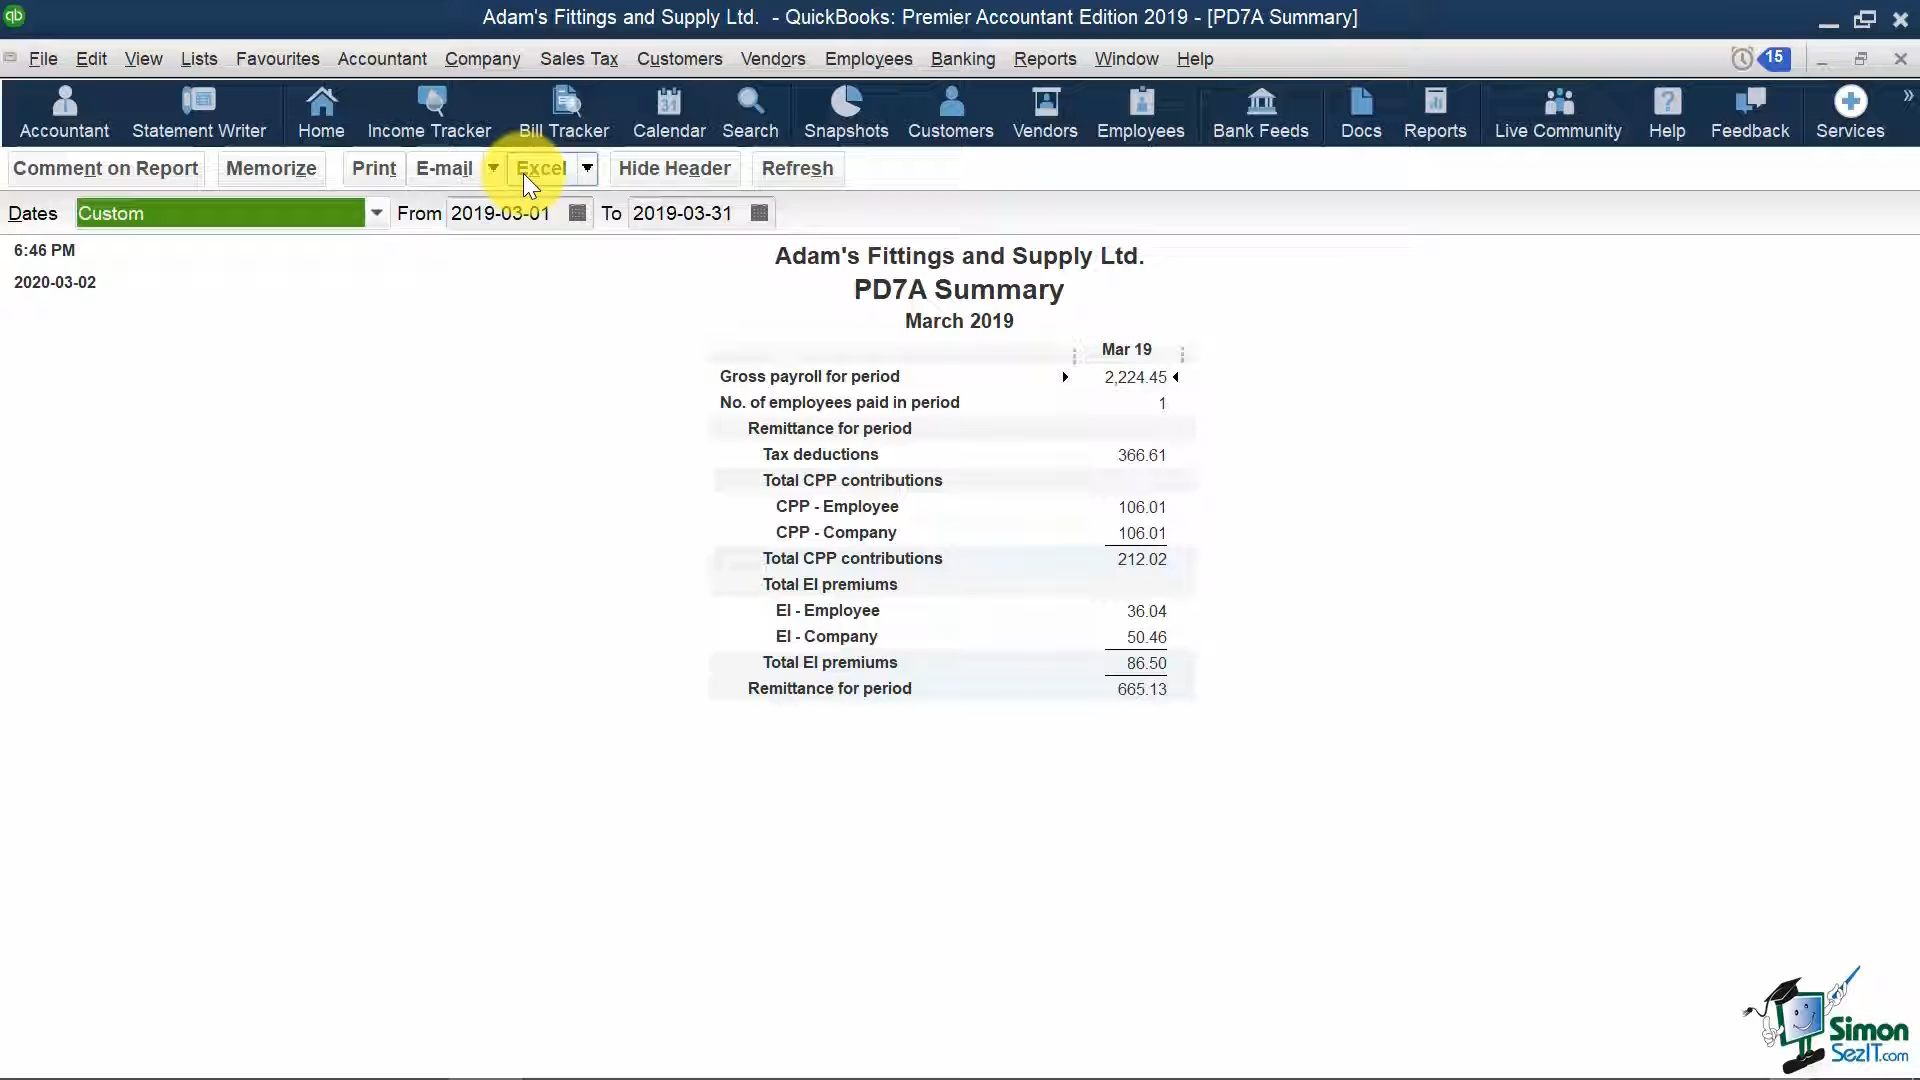 qb
Adam's Fittings and Supply Ltd. - QuickBooks: Premier Accountant Edition 2019 - [PD7A Summary]
File Edit View Lists Favourites Accountant Company Sales Tax Customers Vendors Employees Banking Reports Window Help 15
31 ?
Accountant Statement Writer Home Income Tracker Bill Tracker Calendar Search Snapshots Customers Vendors Employees Bank Feeds Docs Reports Live Community Help Feedback Services
Comment on Report Memorize Print E-mail Excel Hide Header Refresh
Dates Custom From 2019-03-01 To 2019-03-31
6:46 PM
2020-03-02
Adam's Fittings and Supply Ltd.
PD7A Summary
March 2019
Mar 19
Gross payroll for period 2,224.45
No. of employees paid in period 1
Remittance for period
Tax deductions 366.61
Total CPP contributions
CPP - Employee 106.01
CPP - Company 106.01
Total CPP contributions 212.02
Total EI premiums
EI - Employee 36.04
EI - Company 50.46
Total EI premiums 86.50
Remittance for period 665.13
Simon
SezIT.com